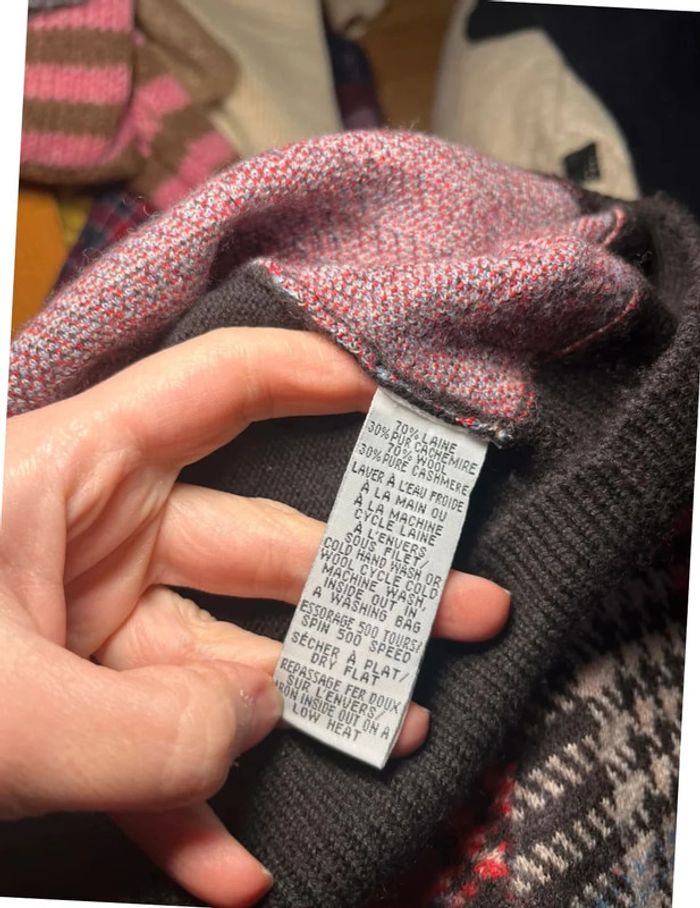 70% LAINE
30% PUR CACHEMIRE
70% WOOL
30% PURE CASHMERE
LAVER À L'EAU FROIDE
À LA MAIN OU
À LA MACHINE
CYCLE LAINE
À L'ENVERS
SOUS FILET/
COLD HAND WASH OR
WOOL CYCLE COLD
MACHINE WASH,
INSIDE OUT IN
A WASHING BAG
ESSORAGE 500 TOURS/
SPIN 500 SPEED
SÉCHER À PLAT/
DRY FLAT
REPASSAGE FER DOUX
SUR L'ENVERS/
IRON INSIDE OUT ON A
LOW HEAT